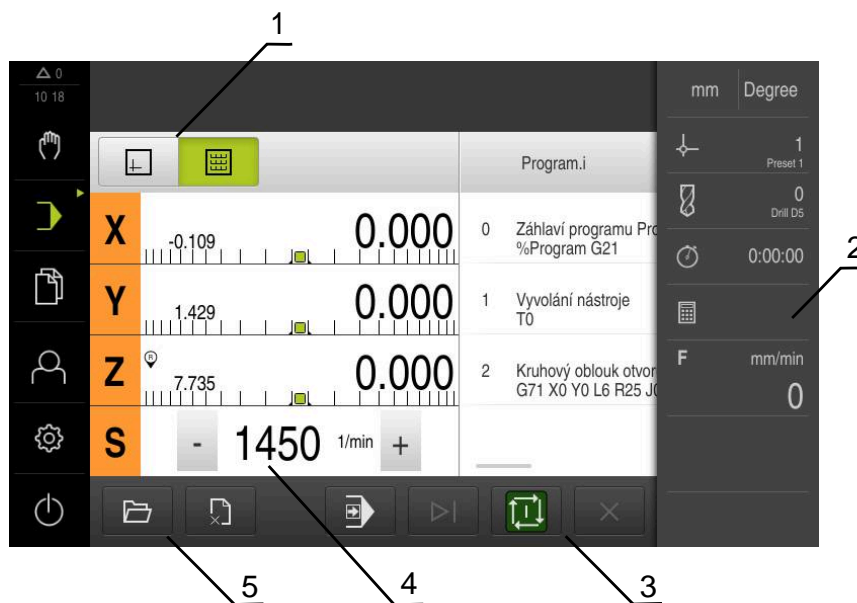 1
0
10 18
mm Degree
1
Preset 1
Program.i
0
Drill D5
X -0.109 0.000
0 Záhlaví programu Pro
%Program G21
0:00:00
2
Y 1.429 0.000
1 Vyvolání nástroje
T0
Z R 7.735 0.000
2 Kruhový oblouk otvor
G71 X0 Y0 L6 R25 J0
F mm/min
0
S - 1450 1/min +
I
5 4 3